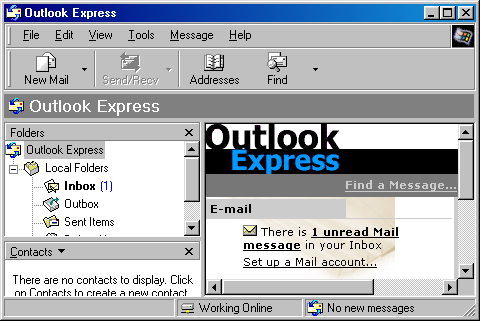 Outlook Express
File Edit View Tools Message Help
New Mail Send/Recv Addresses Find
Outlook Express
Folders
Outlook Express
Local Folders
Inbox (1)
Outbox
Sent Items
Contacts
There are no contacts to display. Click
on Contacts to create a new contact
Outlook
Express
Find a Message...
E-mail
There is 1 unread Mail
message in your Inbox
Set up a Mail account...
Working Online
No new messages